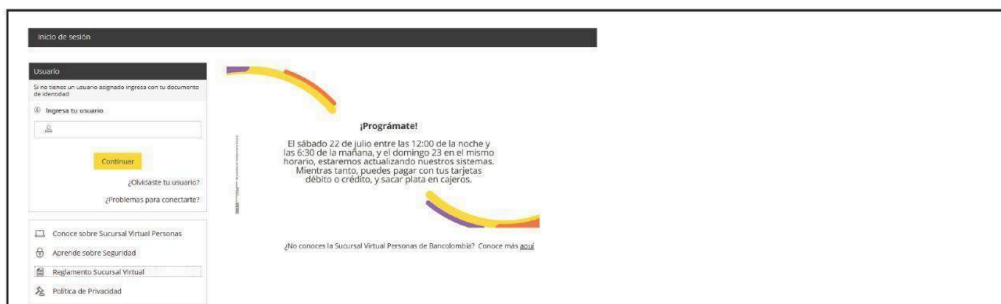 Inicio de sesión
Usuario
Si no tienes un usuario asignado ingresa con tu documento
de identidad
Ingresa tu usuario
Continuar
¿Olvidaste tu usuario?
¿Problemas para conectarte?
Conoce sobre Sucursal Virtual Personas
Aprende sobre Seguridad
Reglamento Sucursal Virtual
Política de Privacidad
¡Prográmate!
El sábado 22 de julio entre las 12:00 de la noche y
las 6:30 de la mañana, y el domingo 23 en el mismo
horario, estaremos actualizando nuestros sistemas.
Mientras tanto, puedes pagar con tus tarjetas
débito o crédito, y sacar plata en cajeros.
¿No conoces la Sucursal Virtual Personas de Bancolombia? Conoce más aquí